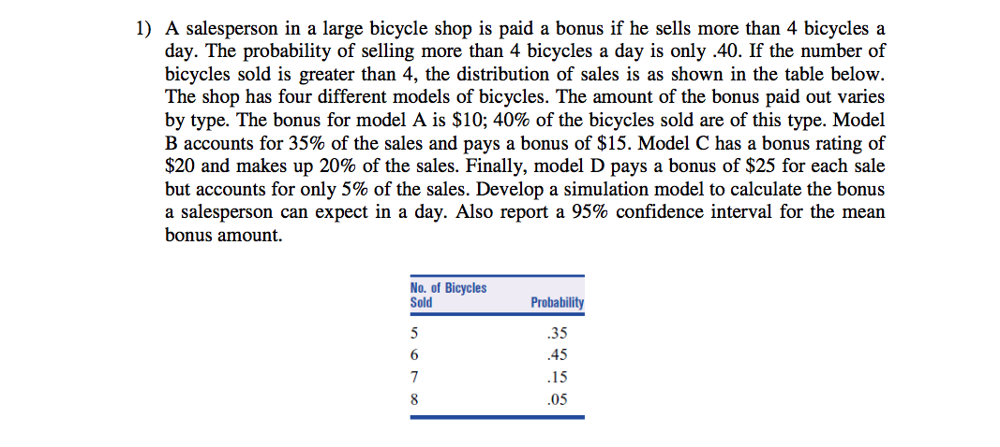 1) A salesperson in a large bicycle shop is paid a bonus if he sells more than 4 bicycles a
day. The probability of selling more than 4 bicycles a day is only .40. If the number of
bicycles sold is greater than 4, the distribution of sales is as shown in the table below.
The shop has four different models of bicycles. The amount of the bonus paid out varies
by type. The bonus for model A is $10; 40% of the bicycles sold are of this type. Model
B accounts for 35% of the sales and pays a bonus of $15. Model C has a bonus rating of
$20 and makes up 20% of the sales. Finally, model D pays a bonus of $25 for each sale
but accounts for only 5% of the sales. Develop a simulation model to calculate the bonus
a salesperson can expect in a day. Also report a 95% confidence interval for the mean
bonus amount.
No. of Bicycles
Sold Probability
5 .35
6 .45
7 .15
8 .05